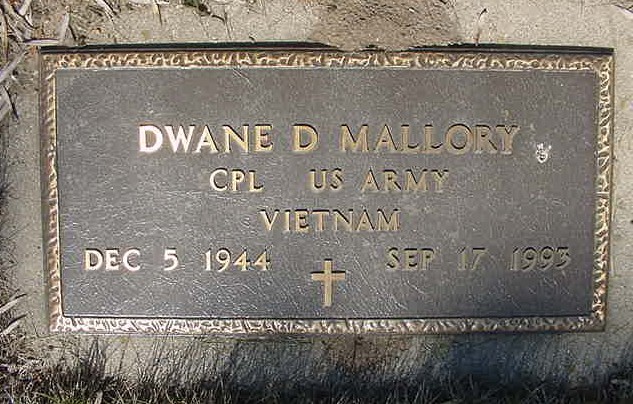 DWANE D MALLORY
CPL US ARMY
VIETNAM
DEC 5 1944 SEP 17 1993